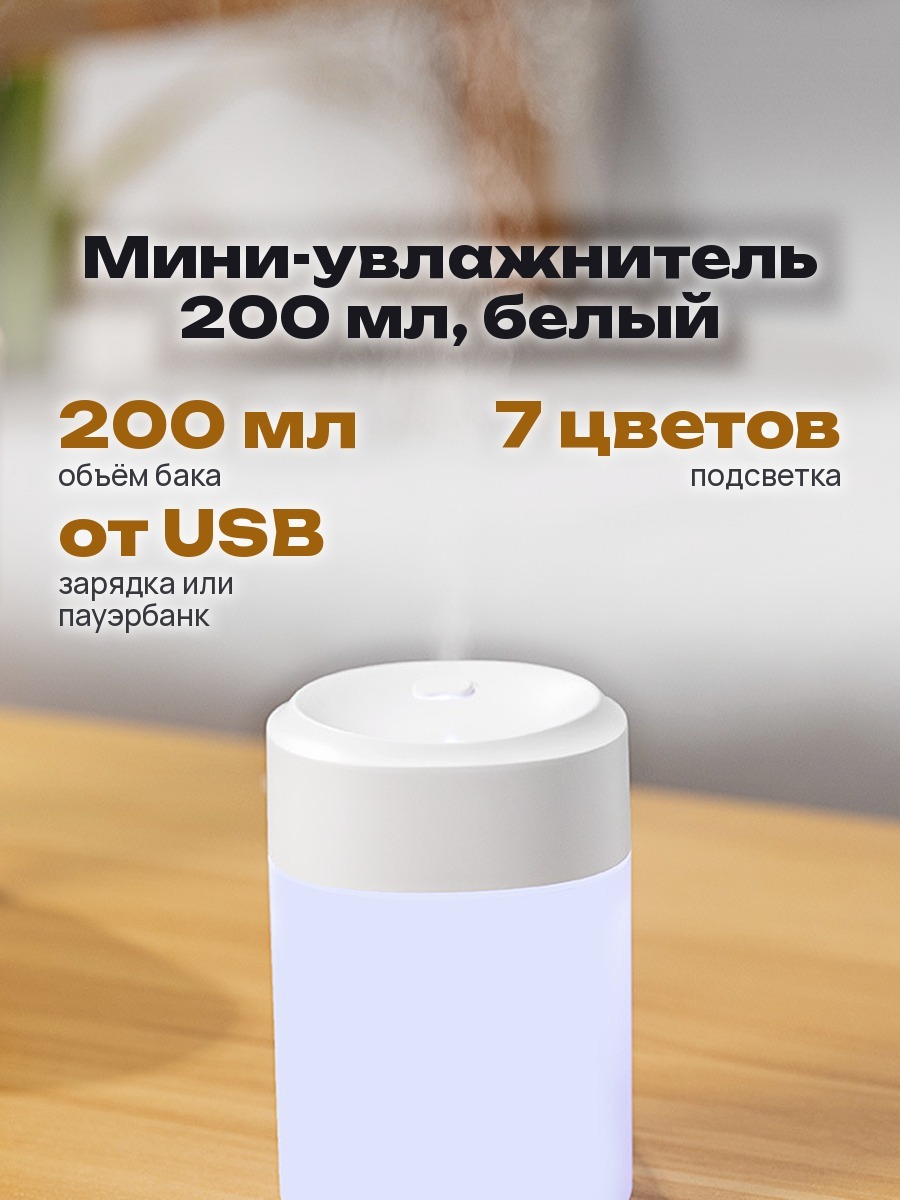 Мини-увлажнитель
200 мл, белый
200 мл
объём бака
7 цветов
подсветка
от USB
зарядка или
пауэрбанк